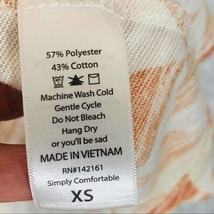 57% Polyester
43% Cotton
Machine Wash Cold
Gentle Cycle
Do Not Bleach
Hang Dry
or you'll be sad
MADE IN VIETNAM
RN#142161
Simply Comfortable
XS